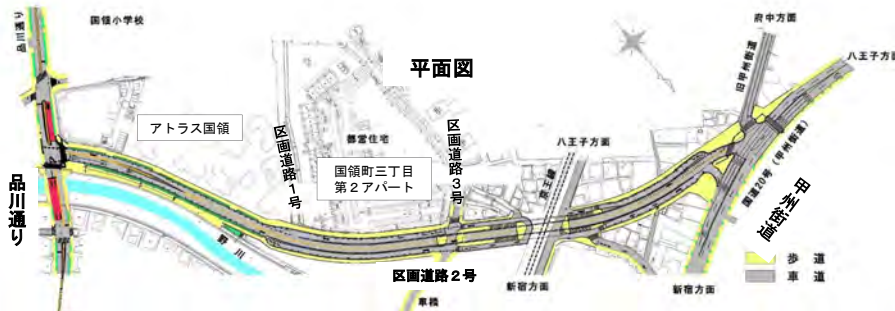 品川通り
国領小学校
平面図
府中方面
八王子方面
旧甲州街道
アトラス国領
区画道路1号
都営住宅
国領町三丁目
第2アパート
区画道路3号
八王子方面
京王線
国道20号(甲州街道)
甲州街道
品川通り
野川
区画道路2号
新宿方面
新宿方面
車橋
歩道
車道